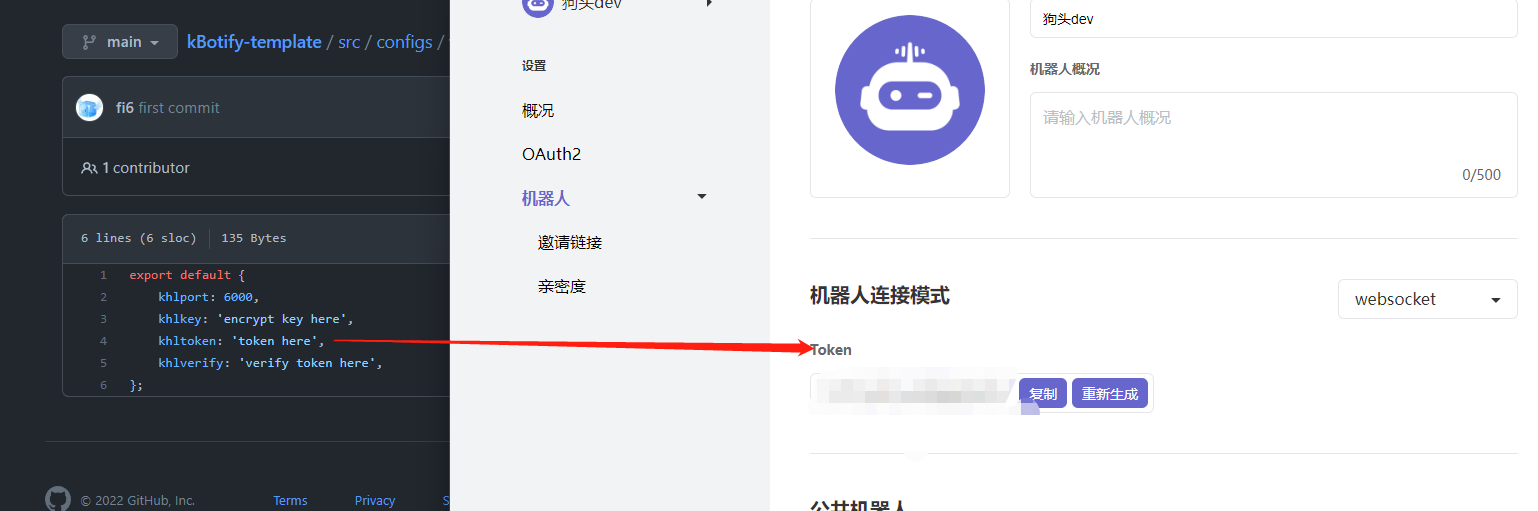 main
kBotify-template / src / configs /
fi6 first commit
1 contributor
6 lines (6 sloc)
135 Bytes
1 export default {
2 khlport: 6000,
3 khlkey: 'encrypt key here',
4 khltoken: 'token here',
5 khlverify: 'verify token here',
6 };
© 2022 GitHub, Inc.
Terms
Privacy
S
狗头dev
设置
概况
OAuth2
机器人
邀请链接
亲密度
狗头dev
机器人概况
请输入机器人概况
0/500
机器人连接模式
websocket
Token
复制
重新生成
公共机器人